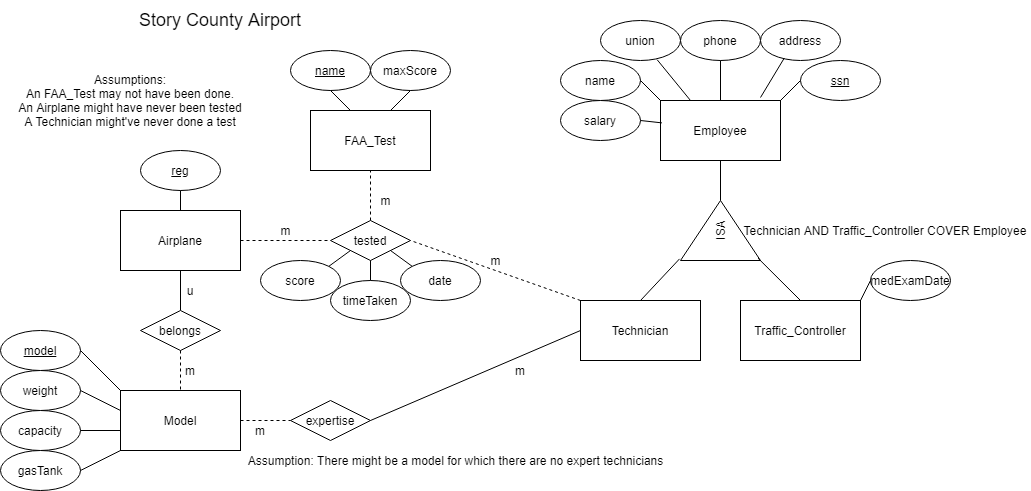 Story County Airport
Assumptions:
An FAA_Test may not have been done.
An Airplane might have never been tested
A Technician might've never done a test
name
maxScore
FAA_Test
union
phone
address
name
ssn
salary
Employee
reg
Airplane
m
m
tested
m
score
timeTaken
date
ISA
Technician AND Traffic_Controller COVER Employee
medExamDate
Technician
Traffic_Controller
u
belongs
m
model
weight
capacity
gasTank
Model
m
expertise
m
Assumption: There might be a model for which there are no expert technicians